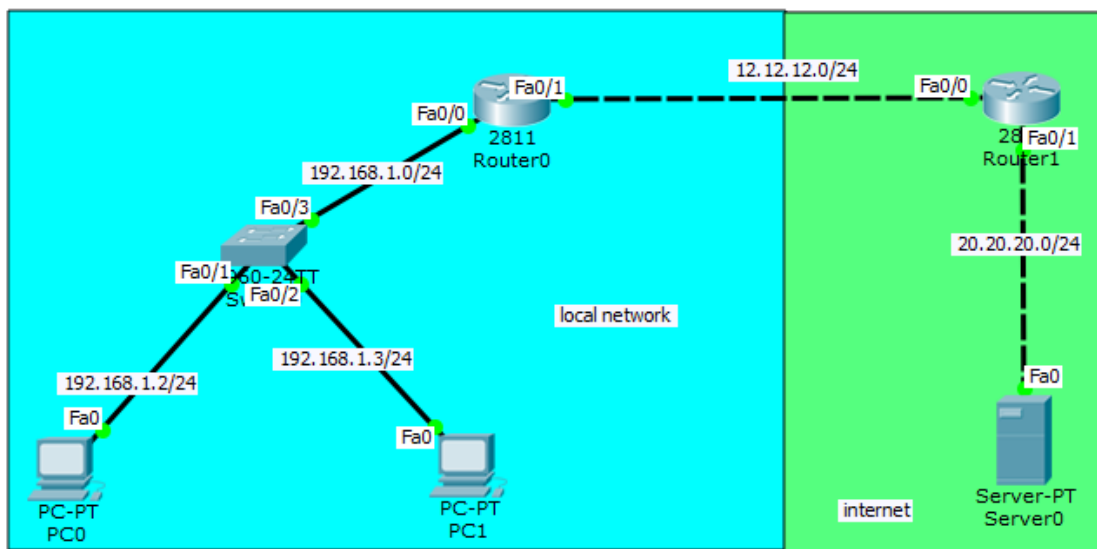 12.12.12.0/24
Fa0/1
Fa0/0
Fa0/0
2811
Router0
Fa0/1
Router1
192.168.1.0/24
Fa0/3
20.20.20.0/24
Fa0/1
Fa0/2
local network
192.168.1.3/24
192.168.1.2/24
Fa0
Fa0
Fa0
PC-PT
PC0
PC-PT
PC1
Server-PT
Server0
internet